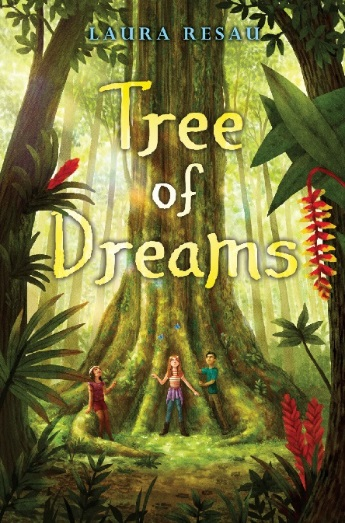 LAURA RESAU
Tree
of
Dreams